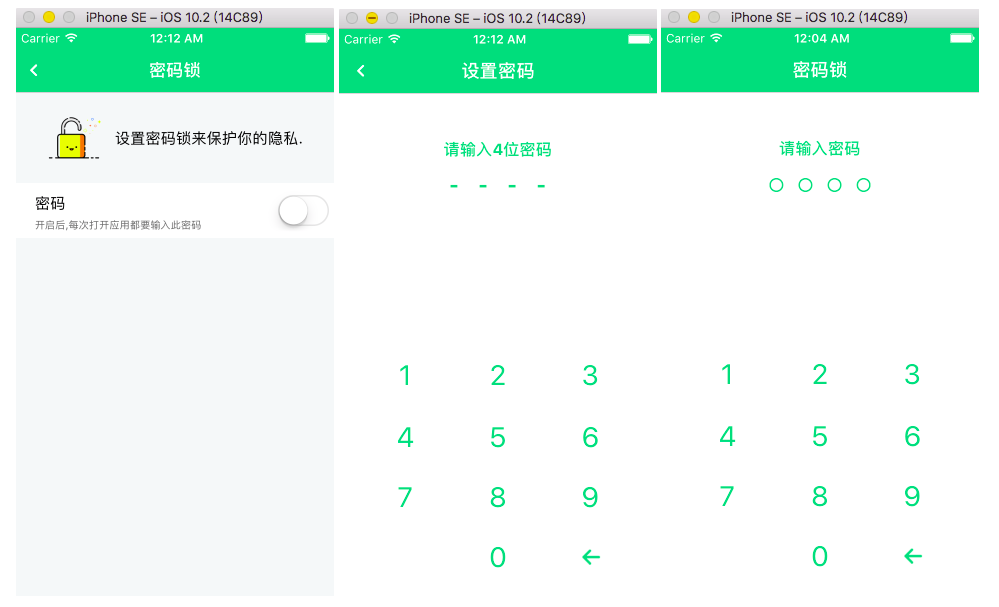 iPhone SE – iOS 10.2 (14C89)
Carrier 12:12 AM
密码锁
设置密码锁来保护你的隐私.
密码
开启后,每次打开应用都要输入此密码
iPhone SE – iOS 10.2 (14C89)
Carrier 12:12 AM
设置密码
请输入4位密码
- - - -
1 2 3
4 5 6
7 8 9
0 ←
iPhone SE – iOS 10.2 (14C89)
Carrier 12:04 AM
密码锁
请输入密码
1 2 3
4 5 6
7 8 9
0 ←